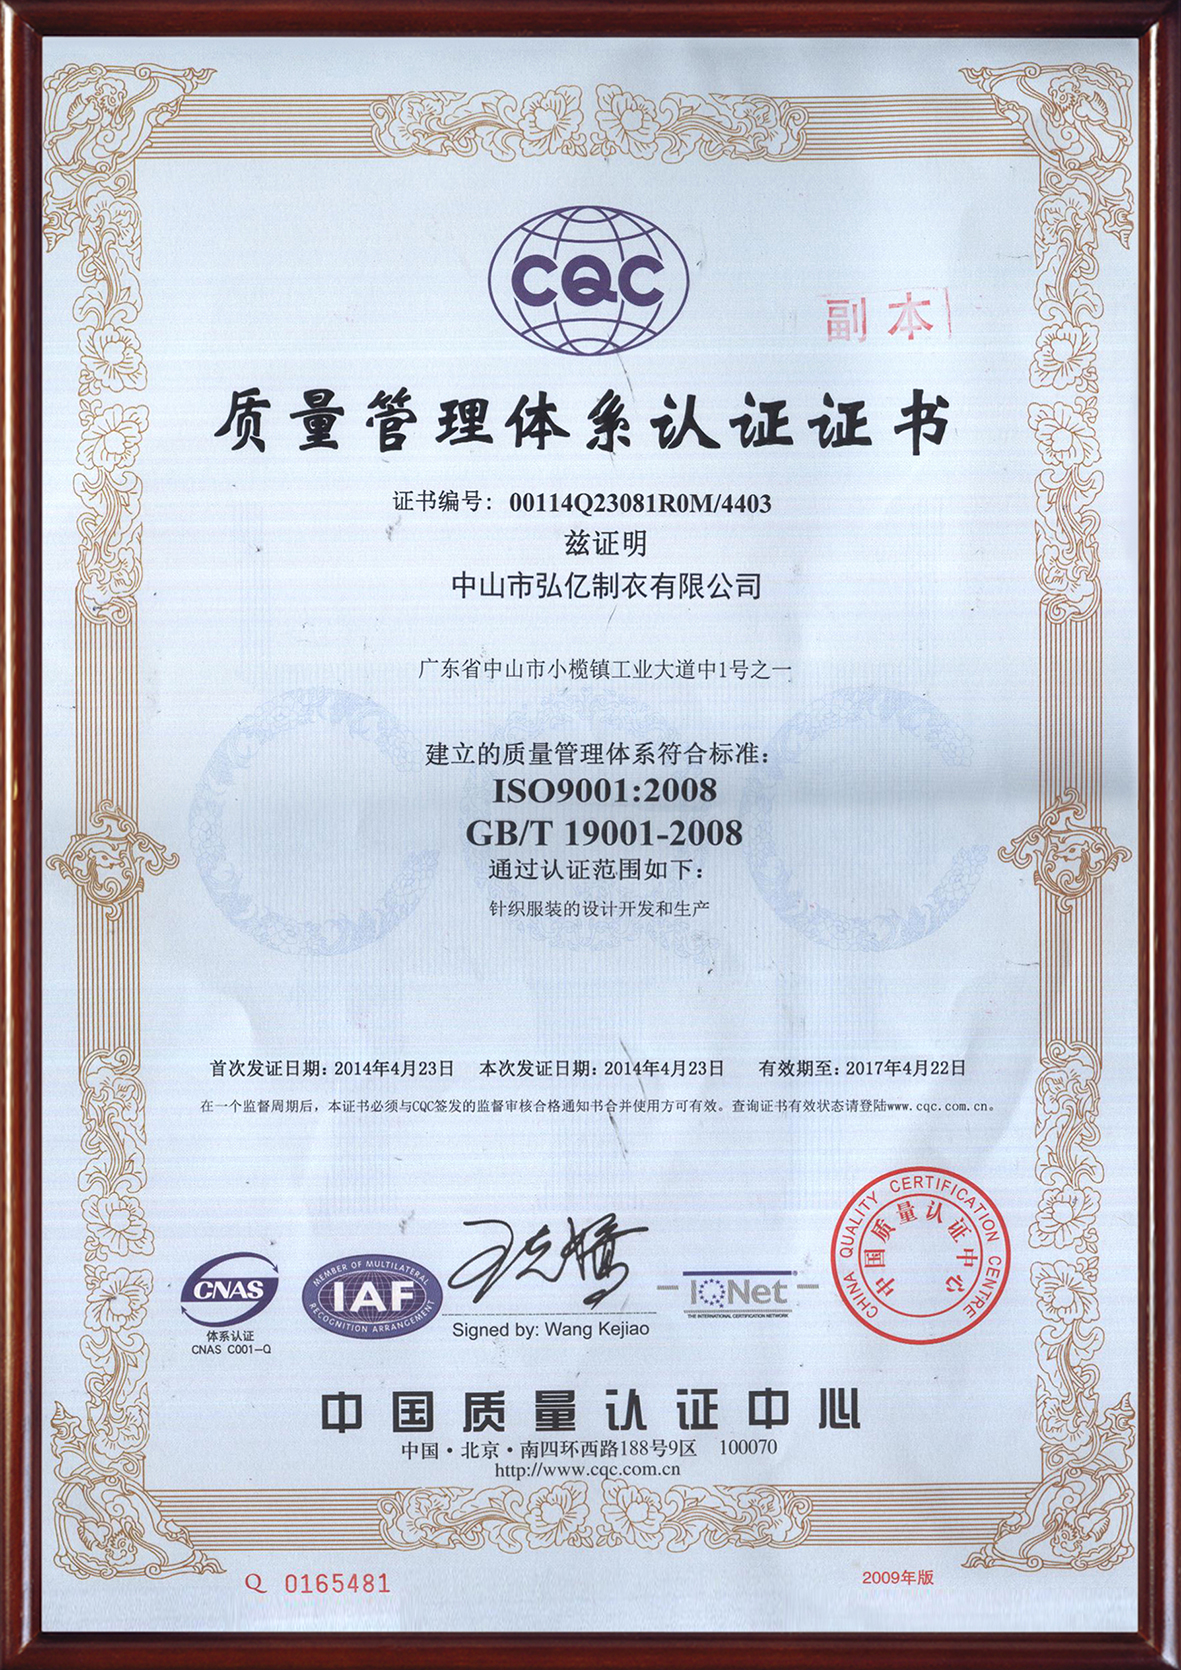 CQC
副本
质量管理体系认证证书
证书编号：00114Q23081R0M/4403
兹证明
中山市弘亿制衣有限公司
广东省中山市小榄镇工业大道中1号之一
建立的质量管理体系符合标准：
ISO9001:2008
GB/T 19001-2008
通过认证范围如下：
针织服装的设计开发和生产
首次发证日期：2014年4月23日 本次发证日期：2014年4月23日 有效期至：2017年4月22日
在一个监督周期后，本证书必须与CQC签发的监督审核合格通知书合并使用方可有效。查询证书有效状态请登陆www.cqc.com.cn。
CNAS
体系认证
CNAS C001-Q
MEMBER OF MULTILATERAL
IAF
RECOGNITION ARRANGEMENT
王克娇
Signed by: Wang Kejiao
IQNet
THE INTERNATIONAL CERTIFICATION NETWORK
CHINA QUALITY CERTIFICATION CENTRE
中国质量认证中心
中国质量认证中心
中国·北京·南四环西路188号9区 100070
http://www.cqc.com.cn
Q 0165481
2009年版